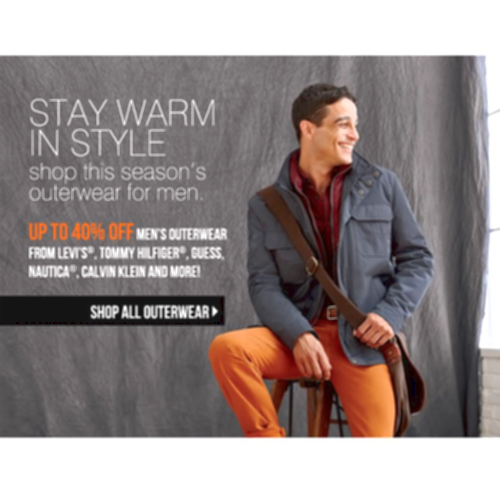 STAY WARM
IN STYLE
shop this season's
outerwear for men.
UP TO 40% OFF MEN'S OUTERWEAR
FROM LEVI'S®, TOMMY HILFIGER®, GUESS,
NAUTICA®, CALVIN KLEIN AND MORE!
SHOP ALL OUTERWEAR